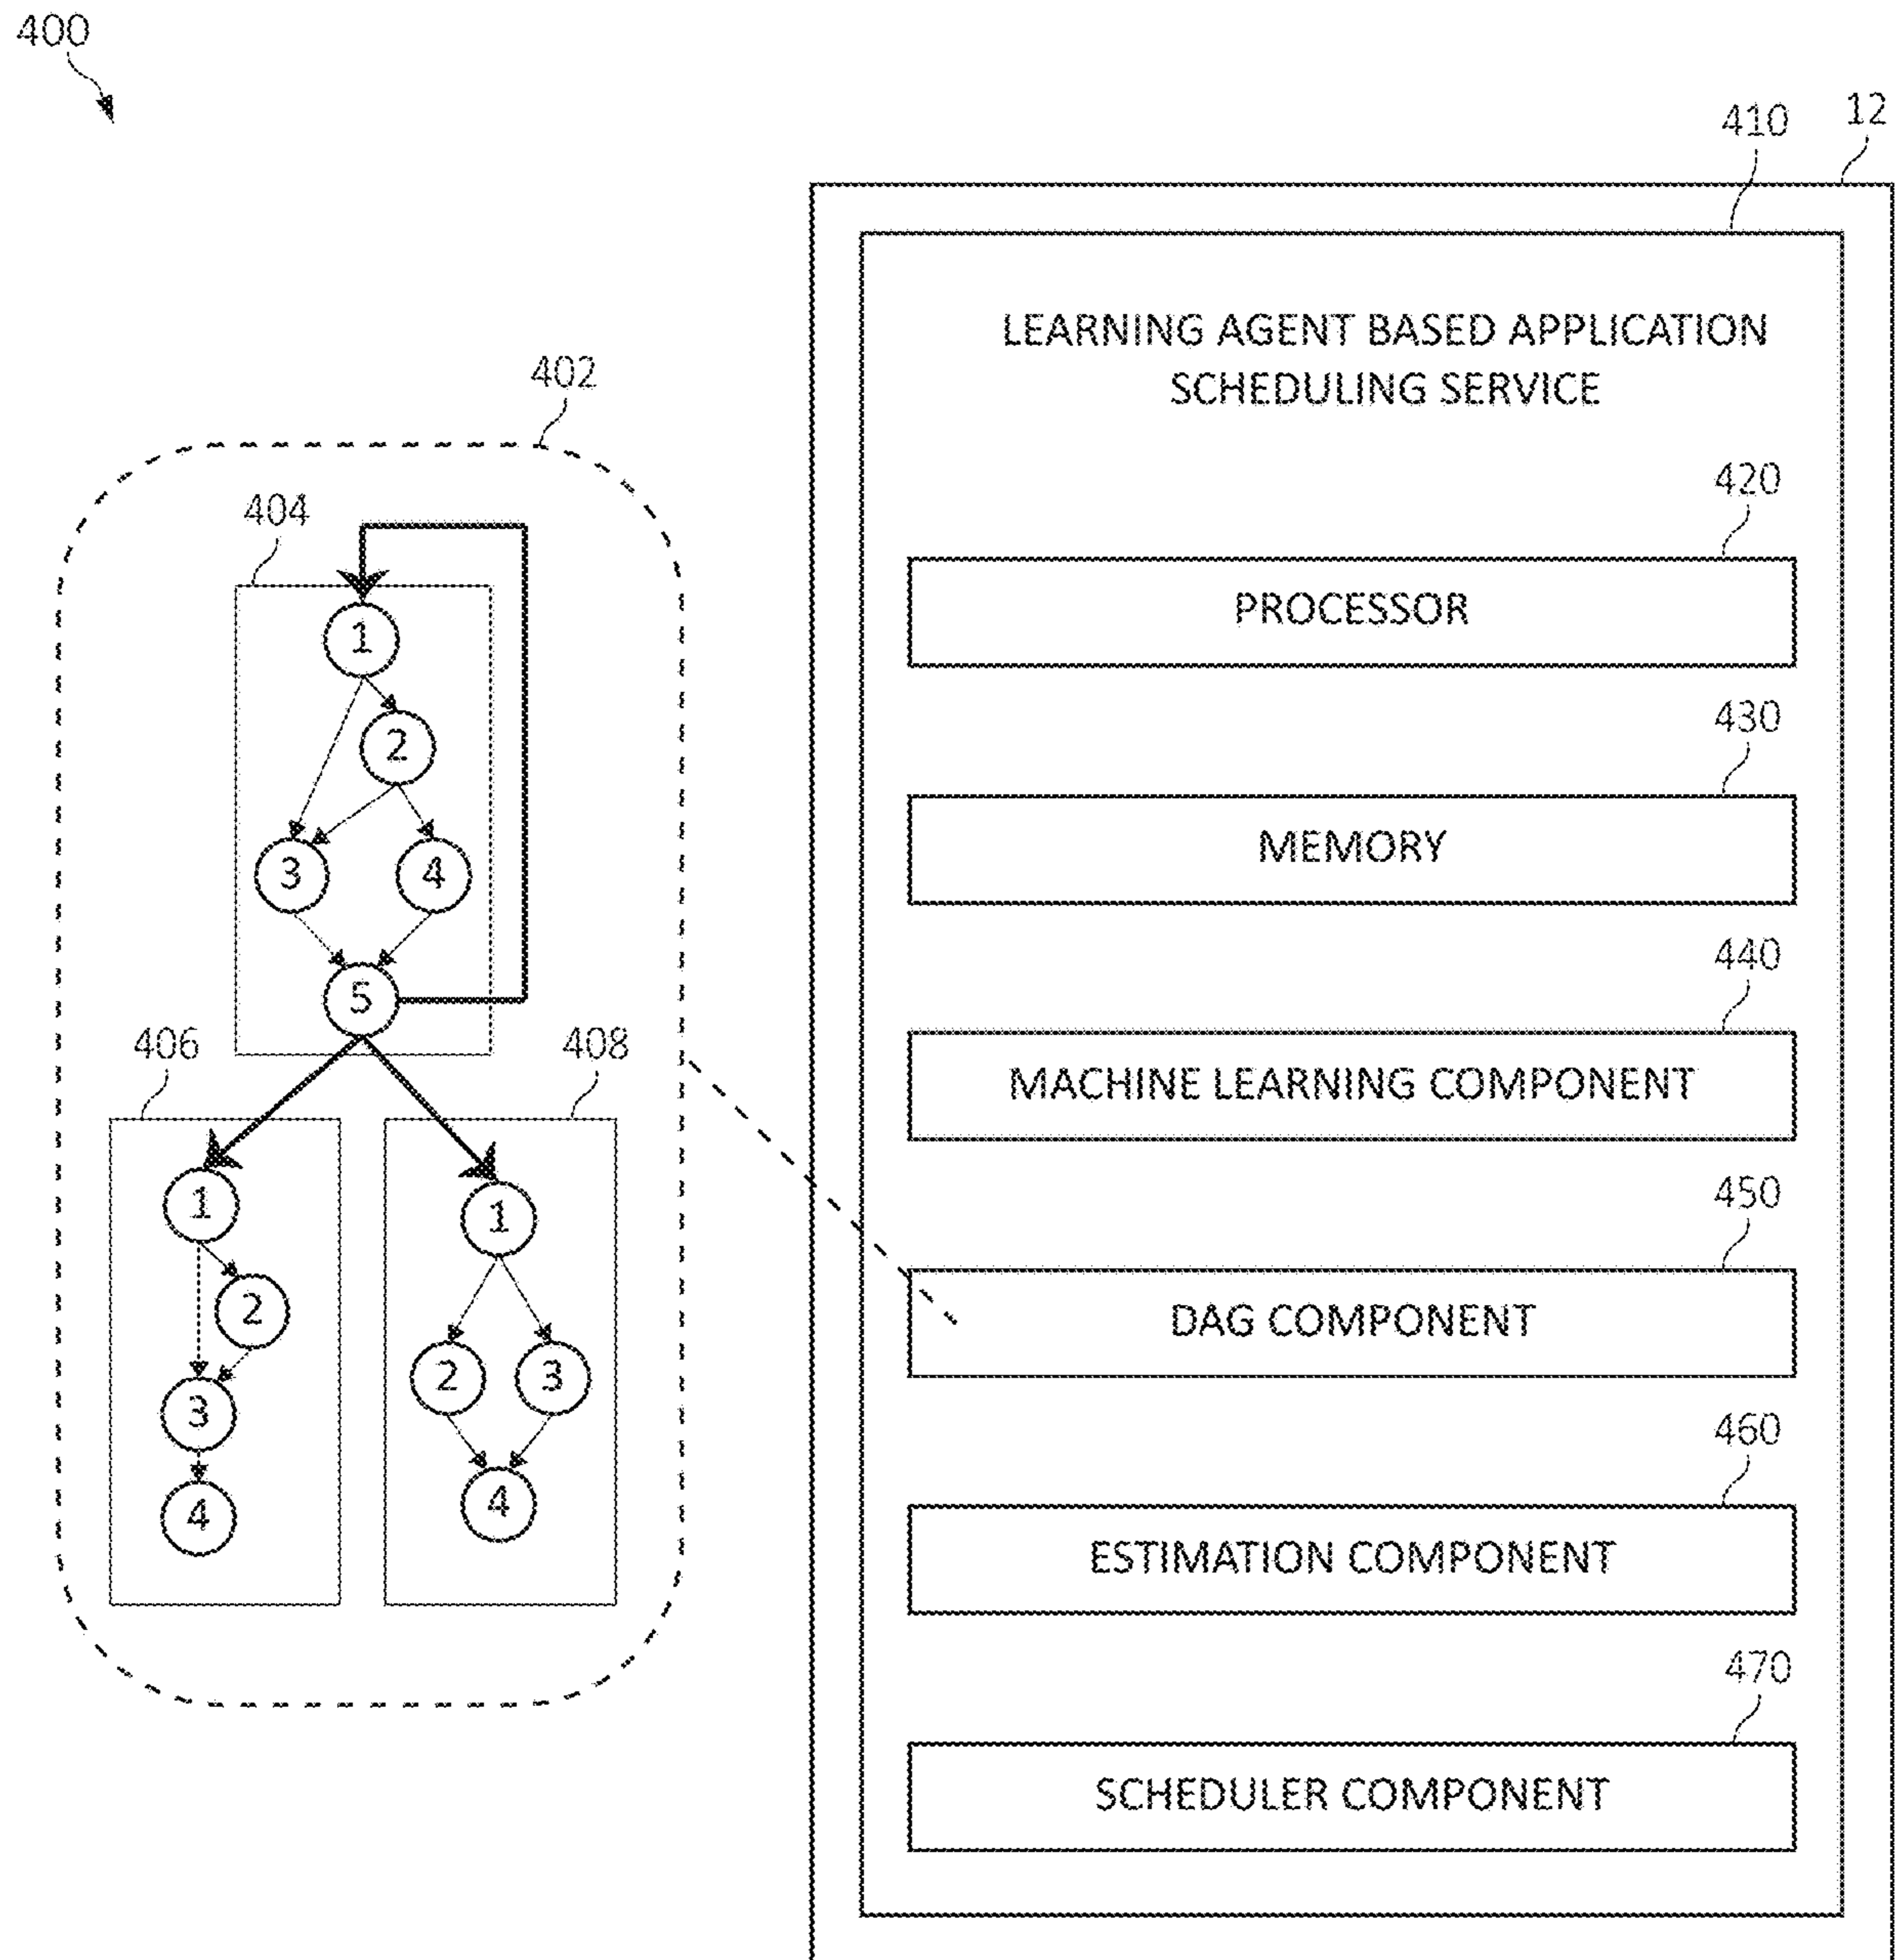 400
12
410
LEARNING AGENT BASED APPLICATION
SCHEDULING SERVICE
402
420
404
PROCESSOR
1
430
2
MEMORY
3 4
440
5
406 408
MACHINE LEARNING COMPONENT
450
1 1
2
DAG COMPONENT
2 3
3
460
4 4
ESTIMATION COMPONENT
470
SCHEDULER COMPONENT